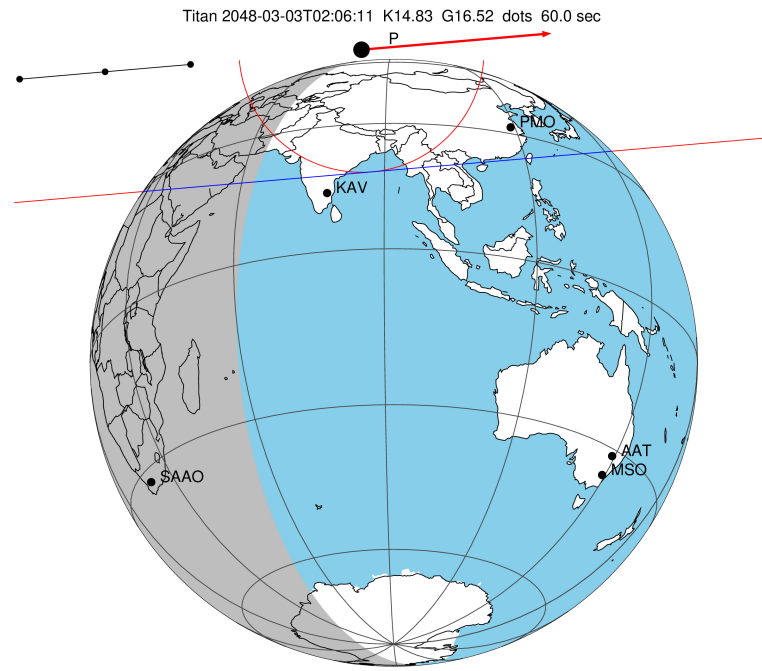 Titan 2048-03-03T02:06:11  K14.83  G16.52  dots  60.0 sec
P
PMO
KAV
AAT
MSO
SAAO